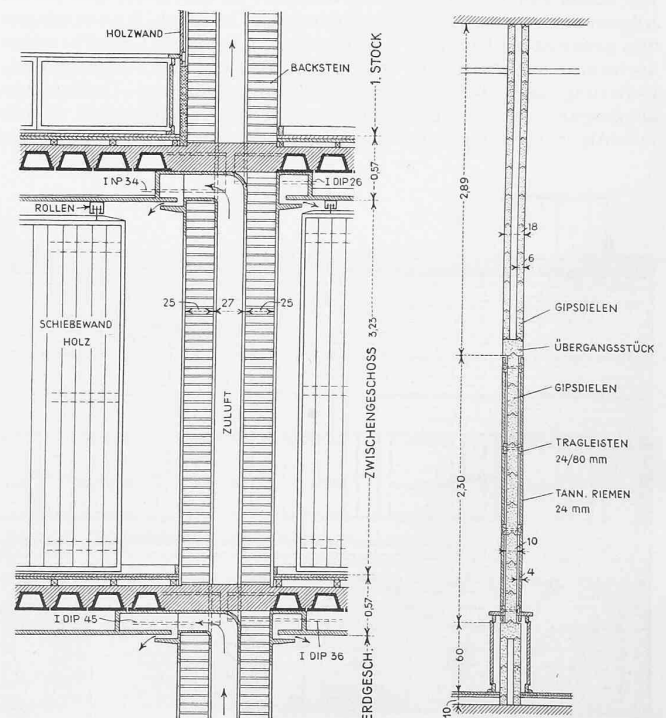 HOLZWAND
BACKSTEIN
1. STOCK
0,57
I NP 34
I DIP 26
ROLLEN
25
27
25
SCHIEBEWAND
HOLZ
ZULUFT
ZWISCHENGESCHOSS
3,23
I DIP 45
I DIP 36
0,57
ERDGESCH.
2,89
18
6
GIPSDIELEN
ÜBERGANGSSTÜCK
GIPSDIELEN
TRAGLEISTEN
24/80 mm
TANN. RIEMEN
24 mm
2,30
10
4
60
10